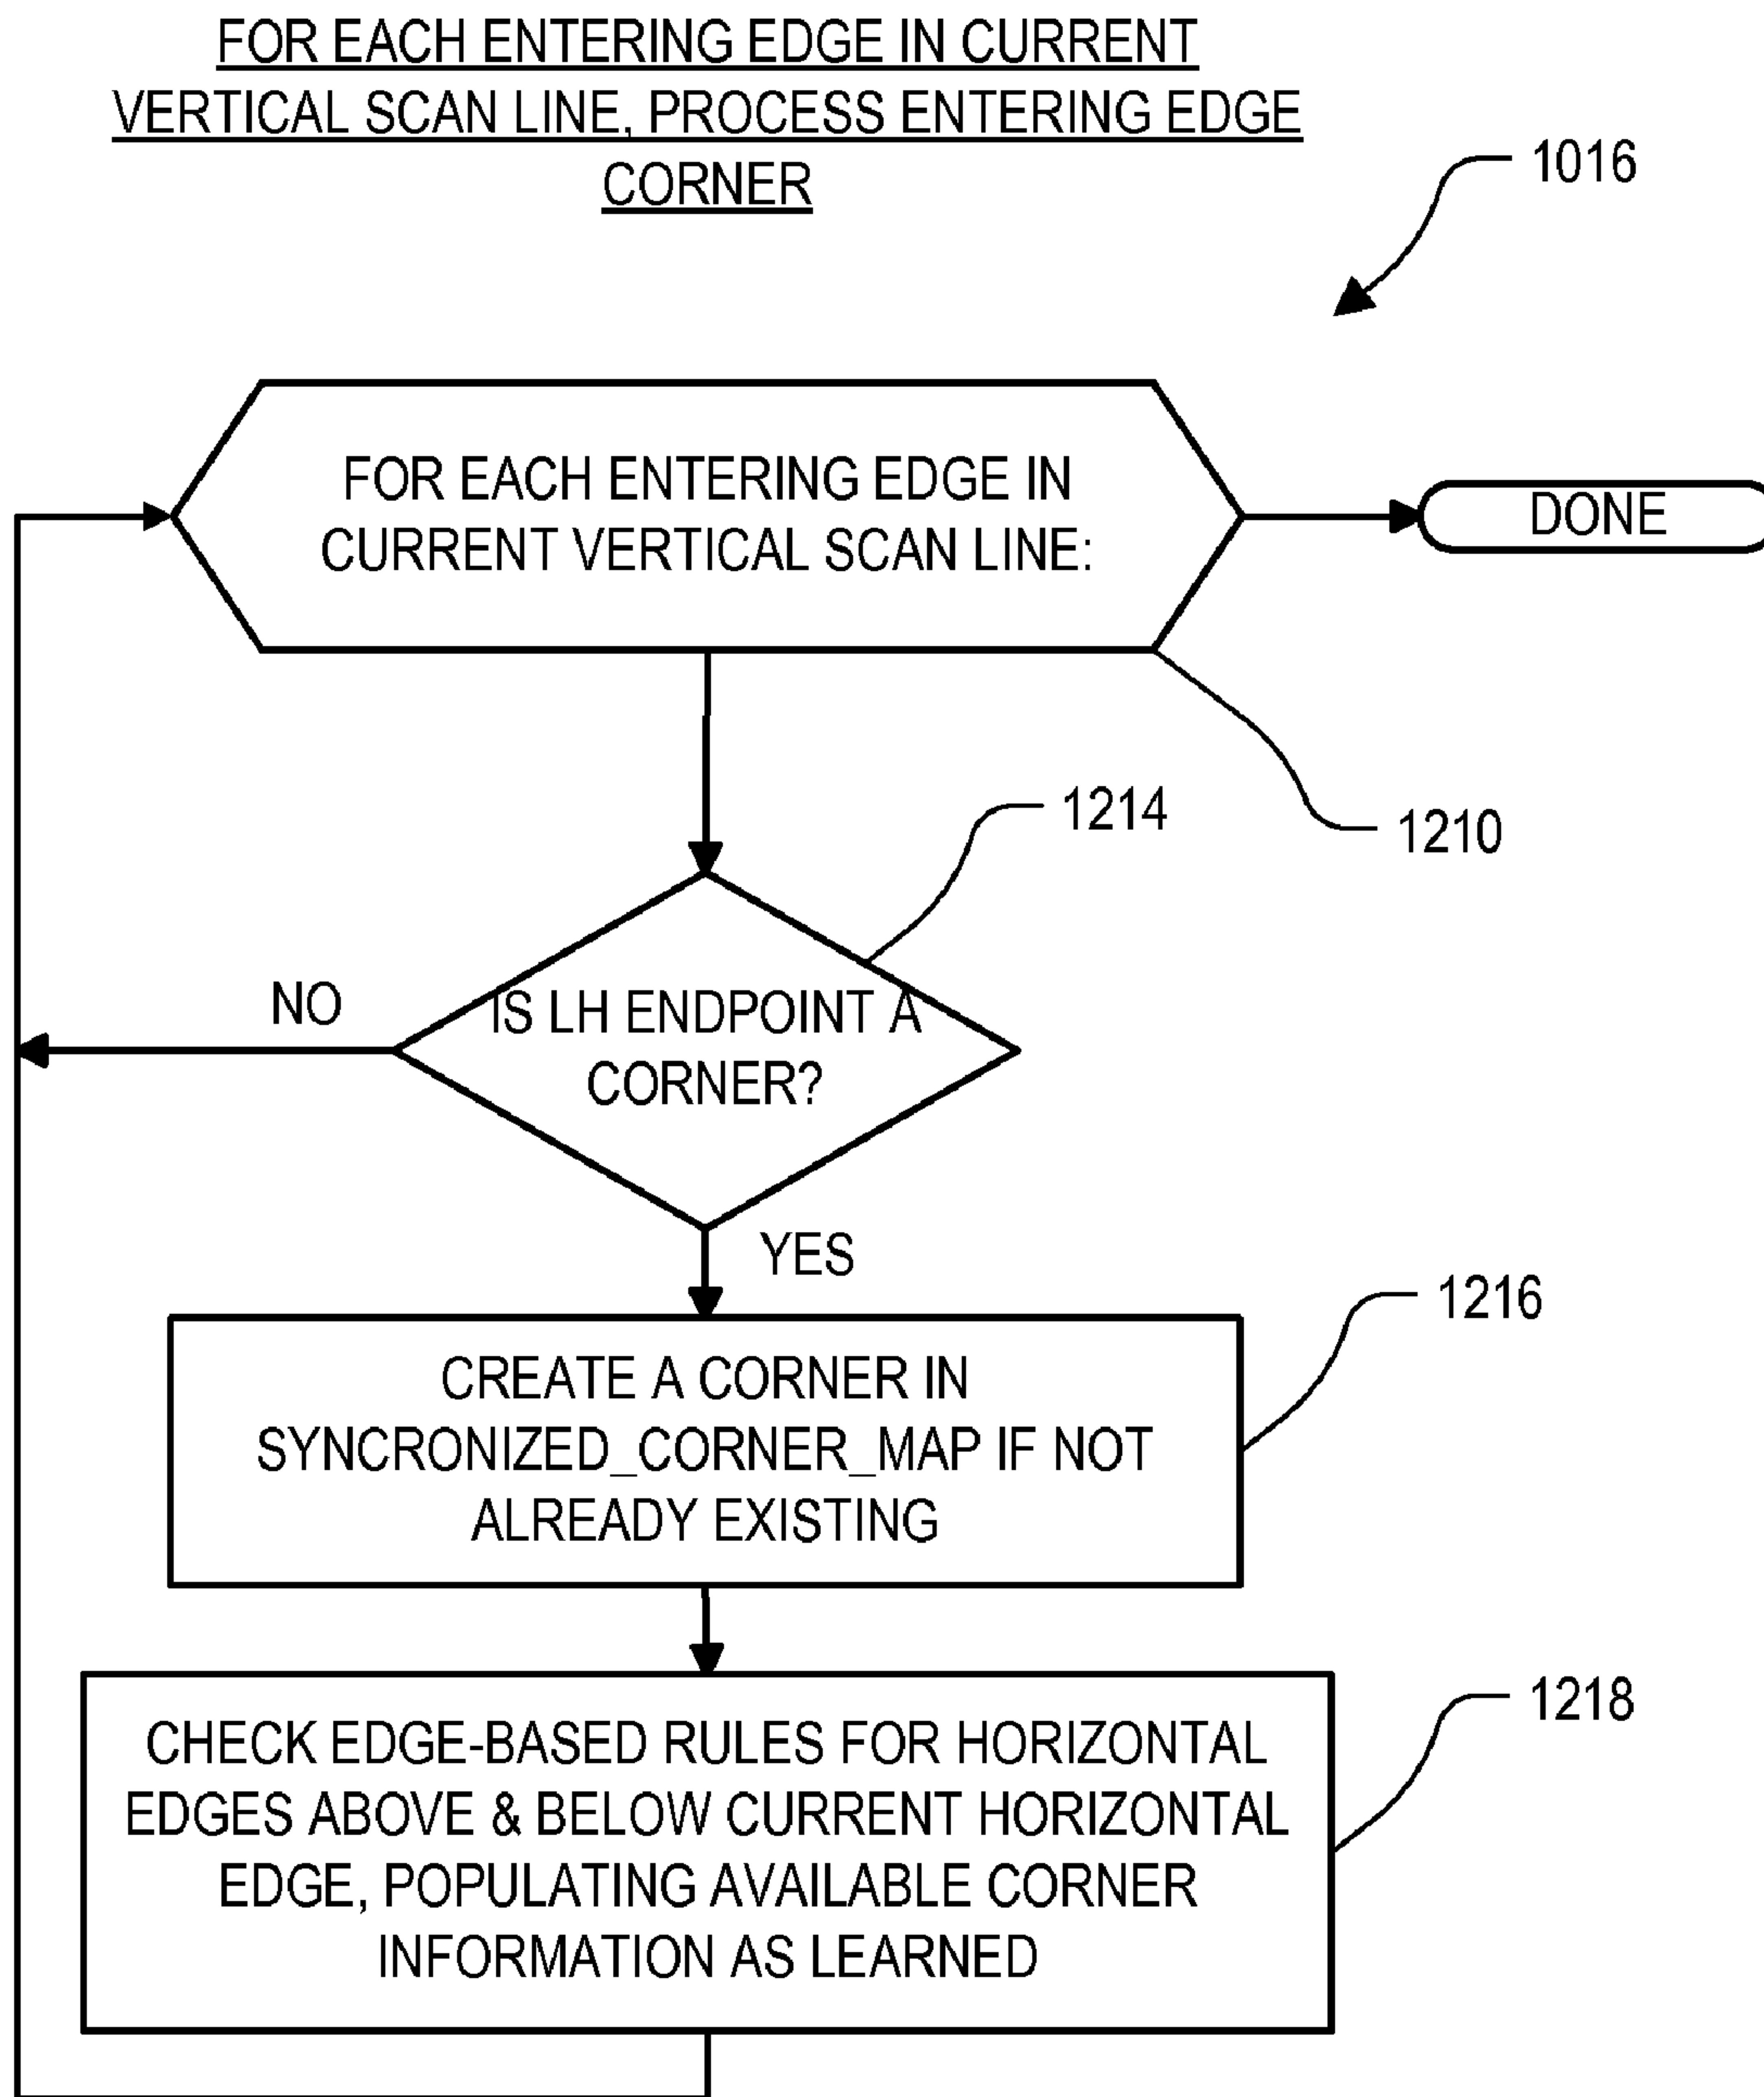 FOR EACH ENTERING EDGE IN CURRENT
VERTICAL SCAN LINE, PROCESS ENTERING EDGE
CORNER
1016
FOR EACH ENTERING EDGE IN
CURRENT VERTICAL SCAN LINE:
DONE
1210
1214
IS LH ENDPOINT A
CORNER?
NO
YES
1216
CREATE A CORNER IN
SYNCRONIZED_CORNER_MAP IF NOT
ALREADY EXISTING
1218
CHECK EDGE-BASED RULES FOR HORIZONTAL
EDGES ABOVE & BELOW CURRENT HORIZONTAL
EDGE, POPULATING AVAILABLE CORNER
INFORMATION AS LEARNED